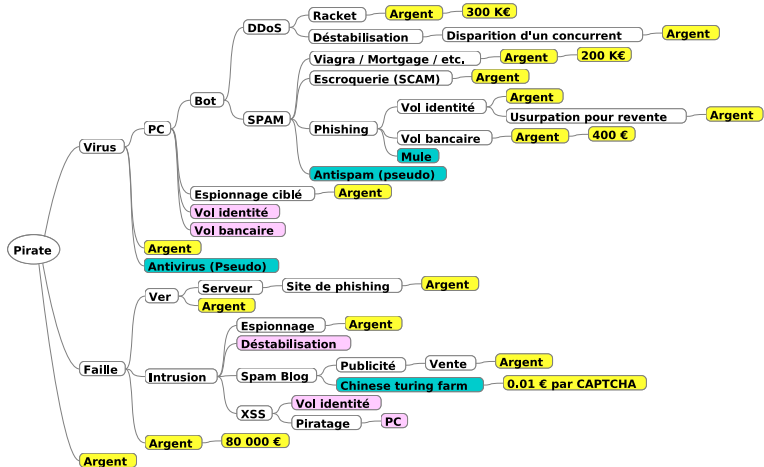 Pirate
Virus
PC
Bot
DDoS
Racket
Argent
300 K€
Déstabilisation
Disparition d'un concurrent
Argent
SPAM
Viagra / Mortgage / etc.
Argent
200 K€
Escroquerie (SCAM)
Argent
Phishing
Vol identité
Argent
Usurpation pour revente
Argent
Vol bancaire
Argent
400 €
Mule
Antispam (pseudo)
Espionnage ciblé
Argent
Vol identité
Vol bancaire
Argent
Antivirus (Pseudo)
Faille
Ver
Serveur
Site de phishing
Argent
Argent
Intrusion
Espionnage
Argent
Déstabilisation
Spam Blog
Publicité
Vente
Argent
Chinese turing farm
0.01 € par CAPTCHA
XSS
Vol identité
Piratage
PC
Argent
80 000 €
Argent